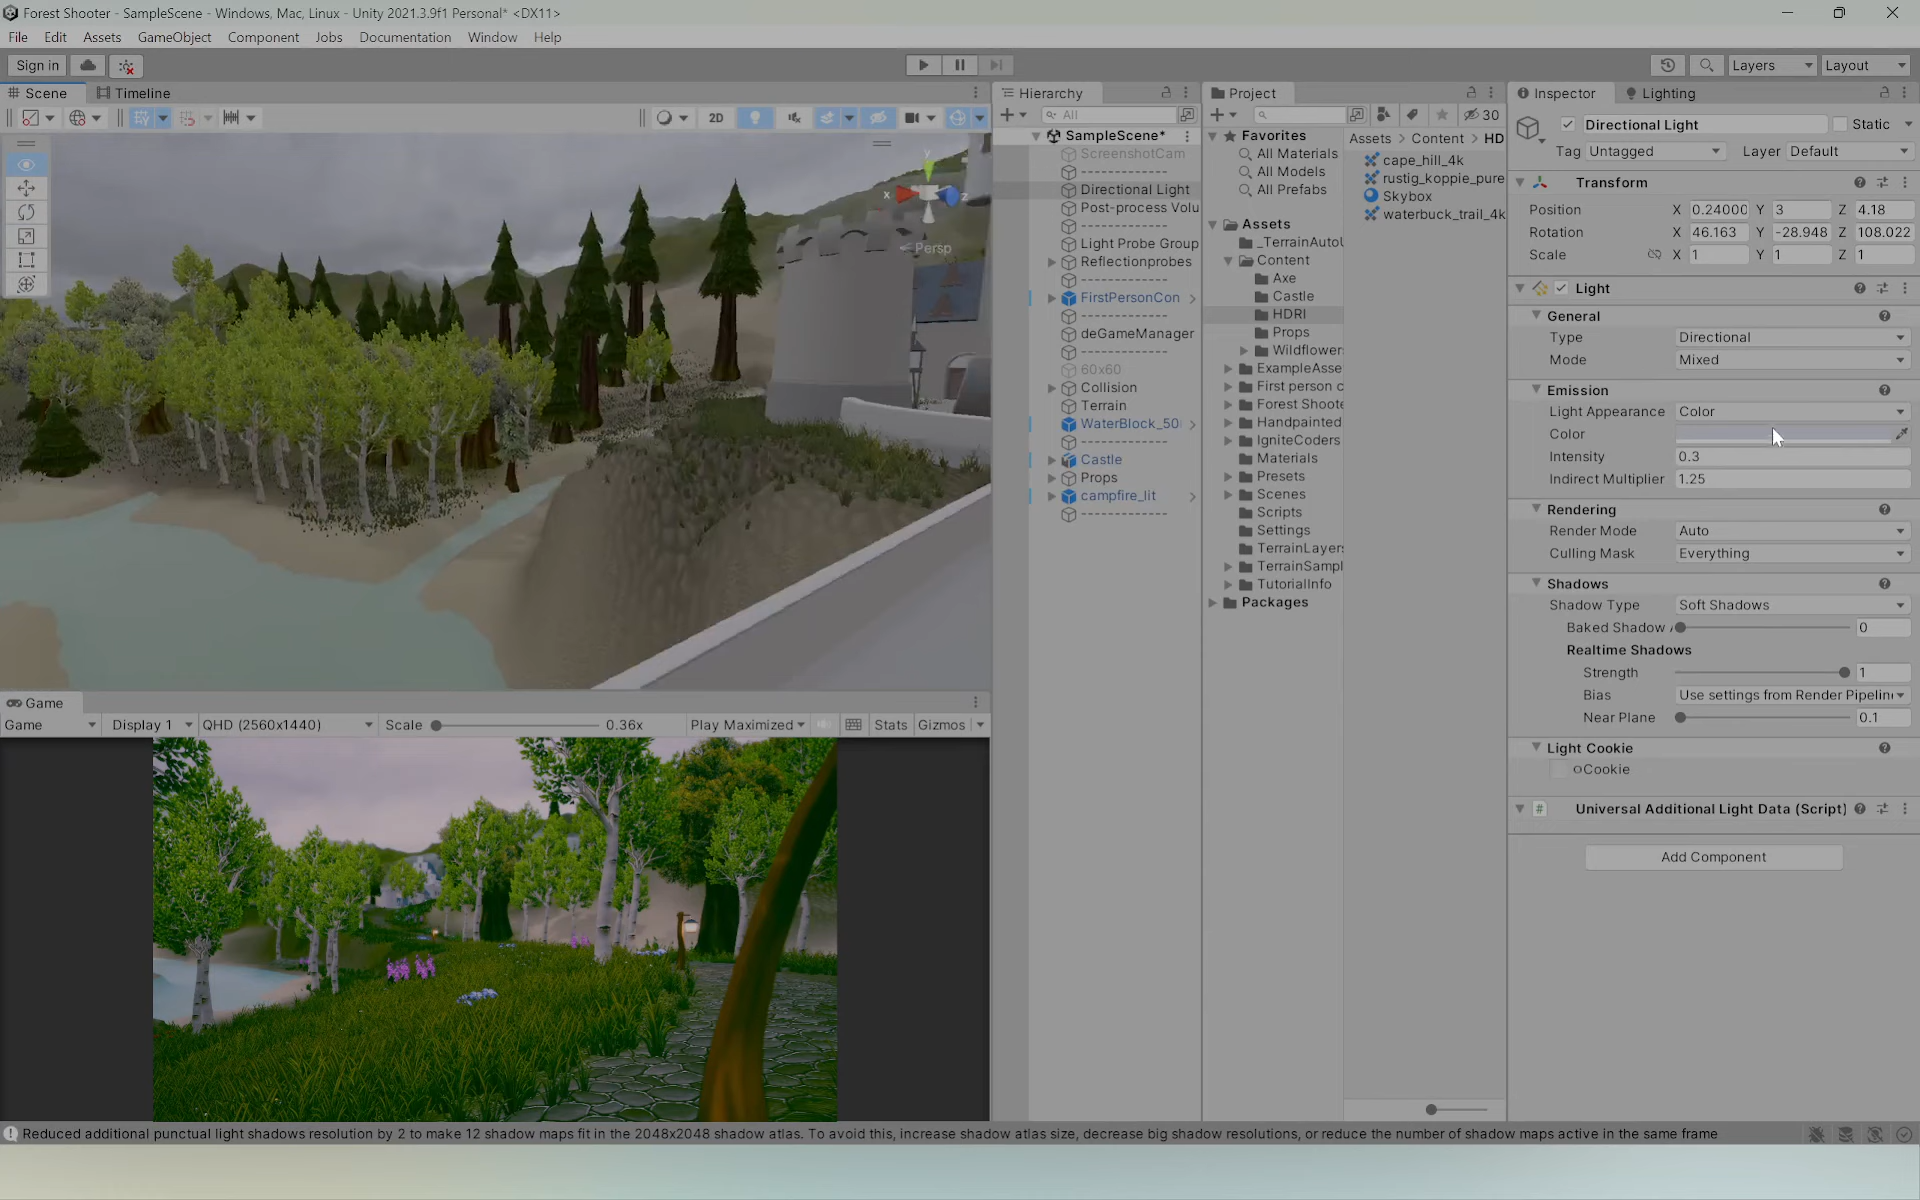 Forest Shooter - SampleScene - Windows, Mac, Linux - Unity 2021.3.9f1 Personal* <DX11>
File Edit Assets GameObject Component Jobs Documentation Window Help
Sign in Layers Layout
Scene Timeline
2D
y
x z
Persp
Game
Game Display 1 QHD (2560x1440) Scale 0.36x Play Maximized Stats Gizmos
Hierarchy
All
SampleScene*
ScreenshotCam
---------------
Directional Light
Post-process Volu
---------------
Light Probe Group
Reflectionprobes
---------------
FirstPersonCon
---------------
deGameManager
---------------
60x60
Collision
Terrain
WaterBlock_50
---------------
Castle
Props
campfire_lit
---------------
Project
30
Favorites
All Materials
All Models
All Prefabs
Assets
_TerrainAutoU
Content
Axe
Castle
HDRI
Props
Wildflowers
ExampleAsse
First person c
Forest Shoote
Handpainted
IgniteCoders
Materials
Presets
Scenes
Scripts
Settings
TerrainLayers
TerrainSampl
TutorialInfo
Packages
Assets > Content > HD
cape_hill_4k
rustig_koppie_pure
Skybox
waterbuck_trail_4k
Inspector Lighting
Directional Light Static
Tag Untagged Layer Default
Transform
Position X 0.24000 Y 3 Z 4.18
Rotation X 46.163 Y -28.948 Z 108.022
Scale X 1 Y 1 Z 1
Light
General
Type Directional
Mode Mixed
Emission
Light Appearance Color
Color
Intensity 0.3
Indirect Multiplier 1.25
Rendering
Render Mode Auto
Culling Mask Everything
Shadows
Shadow Type Soft Shadows
Baked Shadow 0
Realtime Shadows
Strength 1
Bias Use settings from Render Pipelin
Near Plane 0.1
Light Cookie
Cookie
# Universal Additional Light Data (Script)
Add Component
Reduced additional punctual light shadows resolution by 2 to make 12 shadow maps fit in the 2048x2048 shadow atlas. To avoid this, increase shadow atlas size, decrease big shadow resolutions, or reduce the number of shadow maps active in the same frame